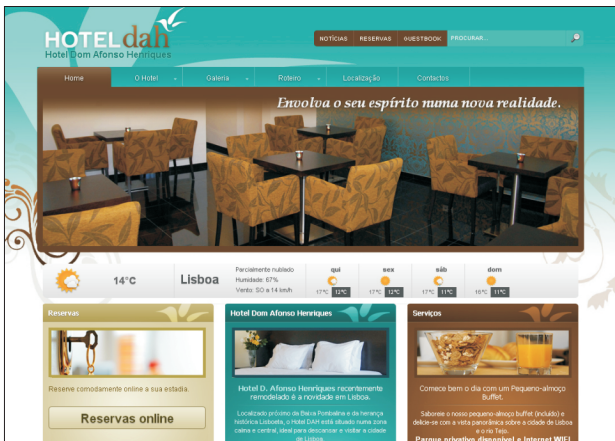 HOTEL dah
Hotel Dom Afonso Henriques
NOTÍCIAS RESERVAS GUESTBOOK PROCURAR...
Home O Hotel Galeria Roteiro Localização Contactos
Envolva o seu espírito numa nova realidade.
14°C
Lisboa
Parcialmente nublado
Humidade: 67%
Vento: SO a 14 km/h
qui sex sáb dom
17°C 12°C 17°C 12°C 17°C 11°C 16°C 11°C
Reservas
Reserve comodamente online a sua estadia.
Reservas online
Hotel Dom Afonso Henriques
Hotel D. Afonso Henriques recentemente
remodelado é a novidade em Lisboa.
Localizado próximo da Baixa Pombalina e da herança
histórica Lisboeta, o Hotel DAH está situado numa zona
calma e central, ideal para descansar e visitar a cidade
de Lisboa
Serviços
Comece bem o dia com um Pequeno-almoço
Buffet.
Saboreie o nosso pequeno-almoço buffet (incluido) e
delicie-se com a vista panorâmica sobre a cidade de Lisboa
e o rio Tejo.
Parque privativo disponível e Internet WIFI